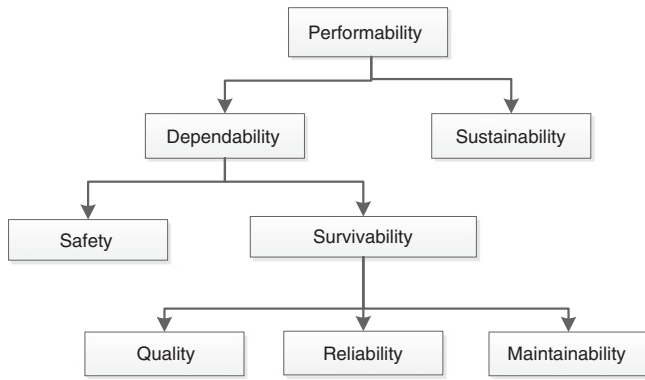 Performability
Dependability
Sustainability
Safety
Survivability
Quality
Reliability
Maintainability